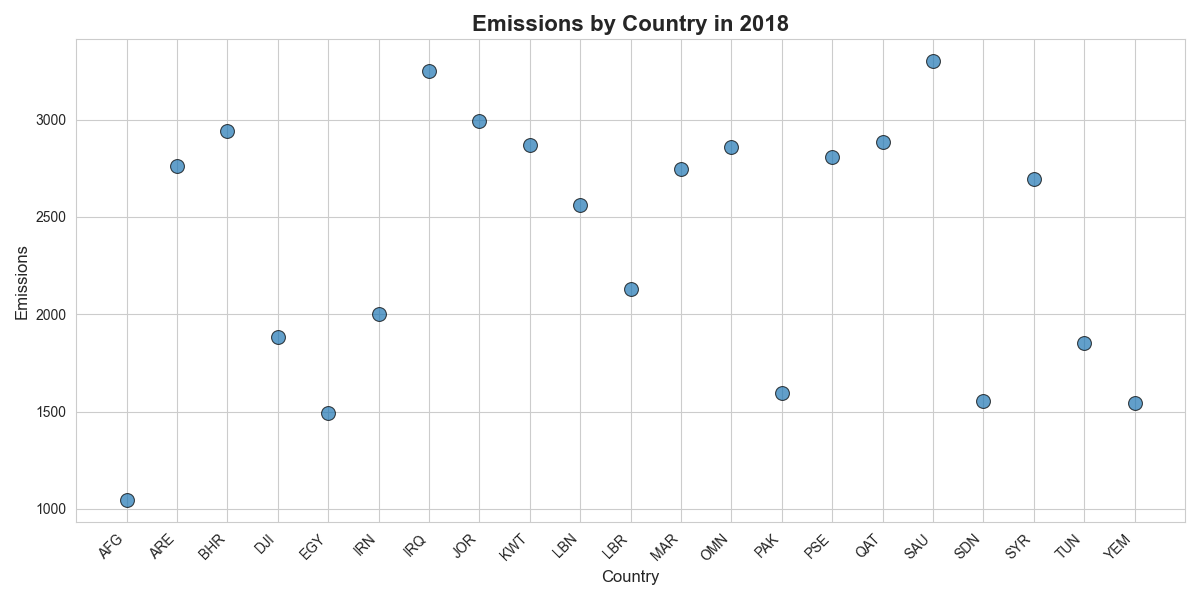 Emissions by Country in 2018
Emissions
3000
2500
2000
1500
1000
AFG
ARE
BHR
DJI
EGY
IRN
IRQ
JOR
KWT
LBN
LBR
MAR
OMN
PAK
PSE
QAT
SAU
SDN
SYR
TUN
YEM
Country